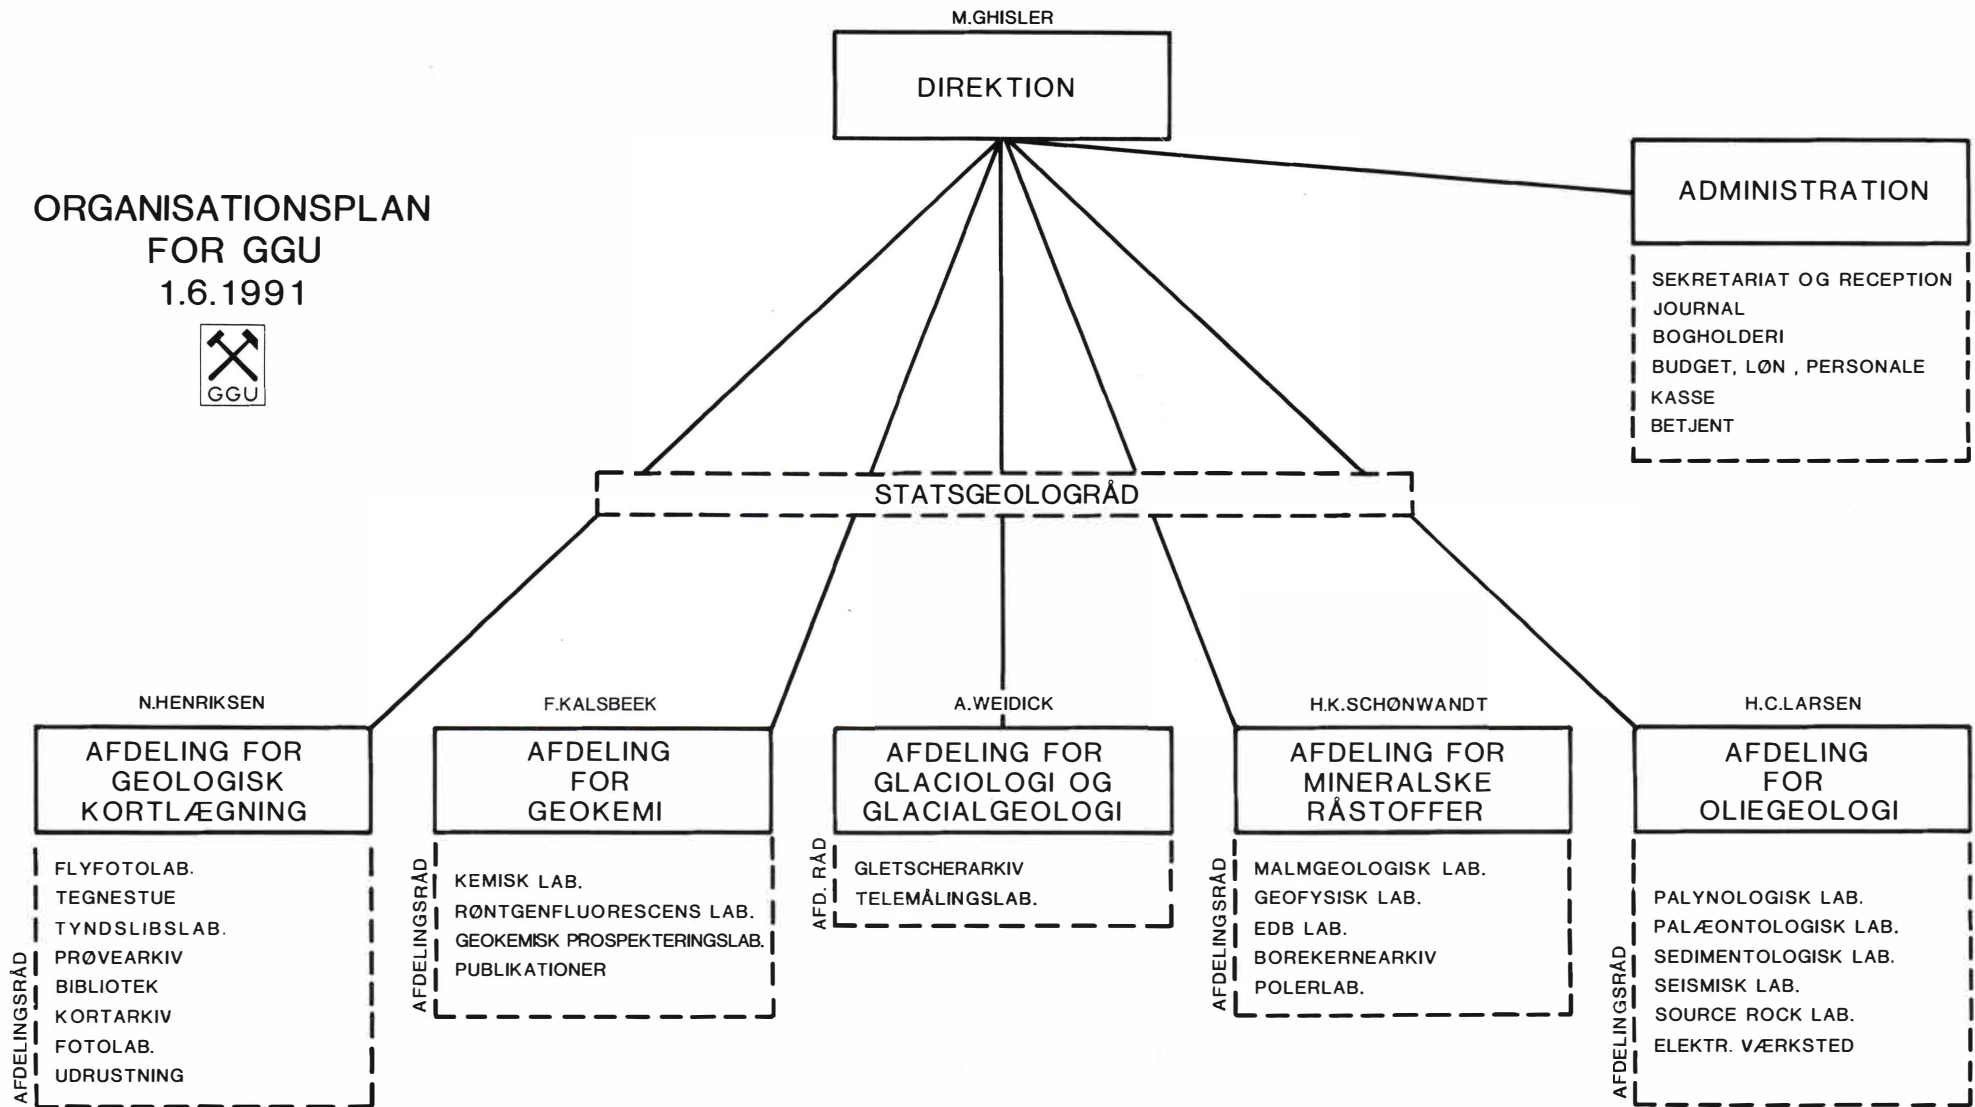 M.GHISLER
DIREKTION
ORGANISATIONSPLAN
FOR GGU
1.6.1991
GGU
ADMINISTRATION
SEKRETARIAT OG RECEPTION
JOURNAL
BOGHOLDERI
BUDGET, LØN , PERSONALE
KASSE
BETJENT
STATSGEOLOGRÅD
N.HENRIKSEN
AFDELING FOR
GEOLOGISK
KORTLÆGNING
AFDELINGSRÅD
FLYFOTOLAB.
TEGNESTUE
TYNDSLIBSLAB.
PRØVEARKIV
BIBLIOTEK
KORTARKIV
FOTOLAB.
UDRUSTNING
F.KALSBEEK
AFDELING
FOR
GEOKEMI
AFDELINGSRÅD
KEMISK LAB.
RØNTGENFLUORESCENS LAB.
GEOKEMISK PROSPEKTERINGSLAB.
PUBLIKATIONER
A.WEIDICK
AFDELING FOR
GLACIOLOGI OG
GLACIALGEOLOGI
AFD. RÅD
GLETSCHERARKIV
TELEMÅLINGSLAB.
H.K.SCHØNWANDT
AFDELING FOR
MINERALSKE
RÅSTOFFER
AFDELINGSRÅD
MALMGEOLOGISK LAB.
GEOFYSISK LAB.
EDB LAB.
BOREKERNEARKIV
POLERLAB.
H.C.LARSEN
AFDELING
FOR
OLIEGEOLOGI
AFDELINGSRÅD
PALYNOLOGISK LAB.
PALÆONTOLOGISK LAB.
SEDIMENTOLOGISK LAB.
SEISMISK LAB.
SOURCE ROCK LAB.
ELEKTR. VÆRKSTED